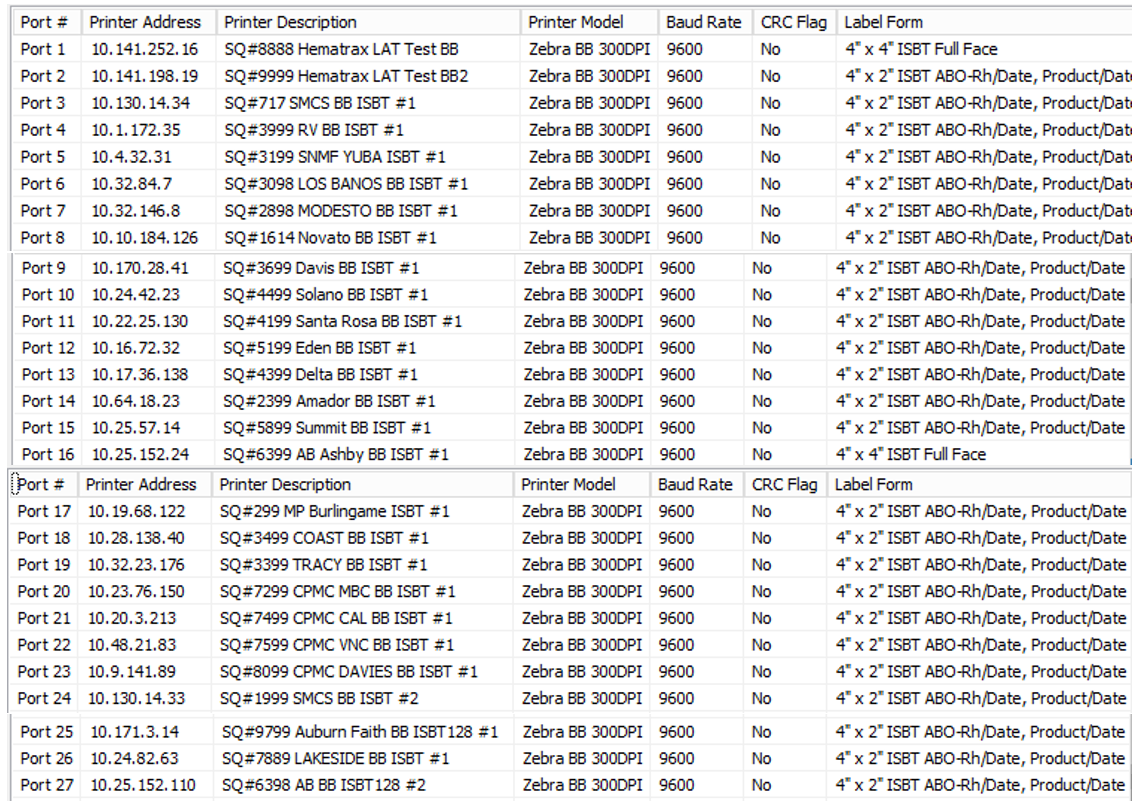 Port # Printer Address Printer Description Printer Model Baud Rate CRC Flag Label Form
Port 1 10.141.252.16 SQ#8888 Hematrax LAT Test BB Zebra BB 300DPI 9600 No 4" x 4" ISBT Full Face
Port 2 10.141.198.19 SQ#9999 Hematrax LAT Test BB2 Zebra BB 300DPI 9600 No 4" x 2" ISBT ABO-Rh/Date, Product/Dat
Port 3 10.130.14.34 SQ#717 SMCS BB ISBT #1 Zebra BB 300DPI 9600 No 4" x 2" ISBT ABO-Rh/Date, Product/Dat
Port 4 10.1.172.35 SQ#3999 RV BB ISBT #1 Zebra BB 300DPI 9600 No 4" x 2" ISBT ABO-Rh/Date, Product/Dat
Port 5 10.4.32.31 SQ#3199 SNMF YUBA ISBT #1 Zebra BB 300DPI 9600 No 4" x 2" ISBT ABO-Rh/Date, Product/Dat
Port 6 10.32.84.7 SQ#3098 LOS BANOS BB ISBT #1 Zebra BB 300DPI 9600 No 4" x 2" ISBT ABO-Rh/Date, Product/Dat
Port 7 10.32.146.8 SQ#2898 MODESTO BB ISBT #1 Zebra BB 300DPI 9600 No 4" x 2" ISBT ABO-Rh/Date, Product/Dat
Port 8 10.10.184.126 SQ#1614 Novato BB ISBT #1 Zebra BB 300DPI 9600 No 4" x 2" ISBT ABO-Rh/Date, Product/Dat
Port 9 10.170.28.41 SQ#3699 Davis BB ISBT #1 Zebra BB 300DPI 9600 No 4" x 2" ISBT ABO-Rh/Date, Product/Date
Port 10 10.24.42.23 SQ#4499 Solano BB ISBT #1 Zebra BB 300DPI 9600 No 4" x 2" ISBT ABO-Rh/Date, Product/Date
Port 11 10.22.25.130 SQ#4199 Santa Rosa BB ISBT #1 Zebra BB 300DPI 9600 No 4" x 2" ISBT ABO-Rh/Date, Product/Date
Port 12 10.16.72.32 SQ#5199 Eden BB ISBT #1 Zebra BB 300DPI 9600 No 4" x 2" ISBT ABO-Rh/Date, Product/Date
Port 13 10.17.36.138 SQ#4399 Delta BB ISBT #1 Zebra BB 300DPI 9600 No 4" x 2" ISBT ABO-Rh/Date, Product/Date
Port 14 10.64.18.23 SQ#2399 Amador BB ISBT #1 Zebra BB 300DPI 9600 No 4" x 2" ISBT ABO-Rh/Date, Product/Date
Port 15 10.25.57.14 SQ#5899 Summit BB ISBT #1 Zebra BB 300DPI 9600 No 4" x 2" ISBT ABO-Rh/Date, Product/Date
Port 16 10.25.152.24 SQ#6399 AB Ashby BB ISBT #1 Zebra BB 300DPI 9600 No 4" x 4" ISBT Full Face
Port # Printer Address Printer Description Printer Model Baud Rate CRC Flag Label Form
Port 17 10.19.68.122 SQ#299 MP Burlingame ISBT #1 Zebra BB 300DPI 9600 No 4" x 2" ISBT ABO-Rh/Date, Product/Date
Port 18 10.28.138.40 SQ#3499 COAST BB ISBT #1 Zebra BB 300DPI 9600 No 4" x 2" ISBT ABO-Rh/Date, Product/Date
Port 19 10.32.23.176 SQ#3399 TRACY BB ISBT #1 Zebra BB 300DPI 9600 No 4" x 2" ISBT ABO-Rh/Date, Product/Date
Port 20 10.23.76.150 SQ#7299 CPMC MBC BB ISBT #1 Zebra BB 300DPI 9600 No 4" x 2" ISBT ABO-Rh/Date, Product/Date
Port 21 10.20.3.213 SQ#7499 CPMC CAL BB ISBT #1 Zebra BB 300DPI 9600 No 4" x 2" ISBT ABO-Rh/Date, Product/Date
Port 22 10.48.21.83 SQ#7599 CPMC VNC BB ISBT #1 Zebra BB 300DPI 9600 No 4" x 2" ISBT ABO-Rh/Date, Product/Date
Port 23 10.9.141.89 SQ#8099 CPMC DAVIES BB ISBT #1 Zebra BB 300DPI 9600 No 4" x 2" ISBT ABO-Rh/Date, Product/Date
Port 24 10.130.14.33 SQ#1999 SMCS BB ISBT #2 Zebra BB 300DPI 9600 No 4" x 2" ISBT ABO-Rh/Date, Product/Date
Port 25 10.171.3.14 SQ#9799 Auburn Faith BB ISBT128 #1 Zebra BB 300DPI 9600 No 4" x 2" ISBT ABO-Rh/Date, Product/Date
Port 26 10.24.82.63 SQ#7889 LAKESIDE BB ISBT #1 Zebra BB 300DPI 9600 No 4" x 2" ISBT ABO-Rh/Date, Product/Date
Port 27 10.25.152.110 SQ#6398 AB BB ISBT128 #2 Zebra BB 300DPI 9600 No 4" x 2" ISBT ABO-Rh/Date, Product/Date